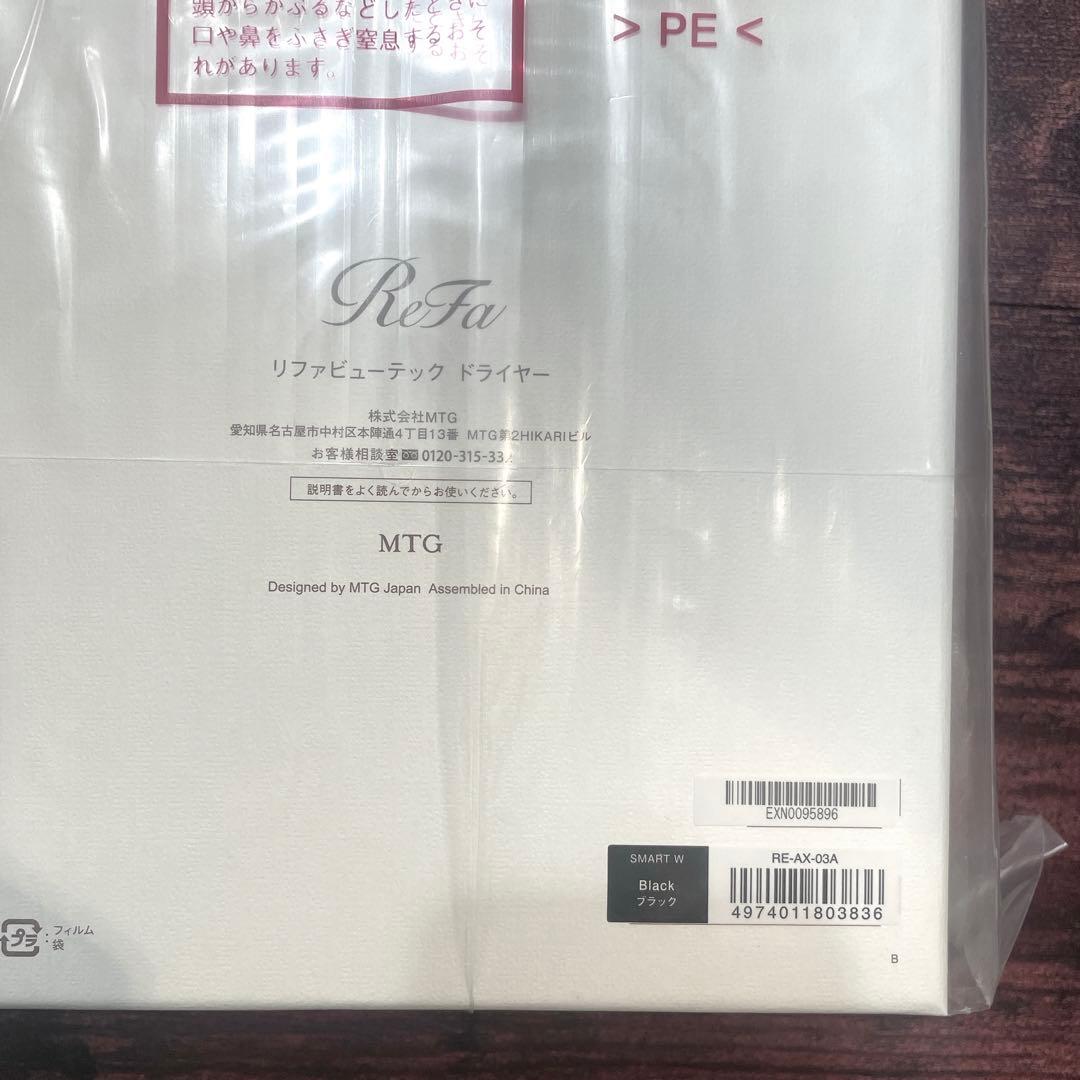 頭からかぶるなどしたときに
口や鼻をふさぎ窒息するおそ
れがあります。
> PE <
ReFa
リファビューテック ドライヤー
株式会社MTG
愛知県名古屋市中村区本陣通4丁目13番 MTG第2HIKARIビル
お客様相談室 0120-315-33
説明書をよく読んでからお使いください。
MTG
Designed by MTG Japan Assembled in China
EXN0095896
SMART W
Black
ブラック
RE-AX-03A
4974011803836
プラ
: フィルム
袋
B